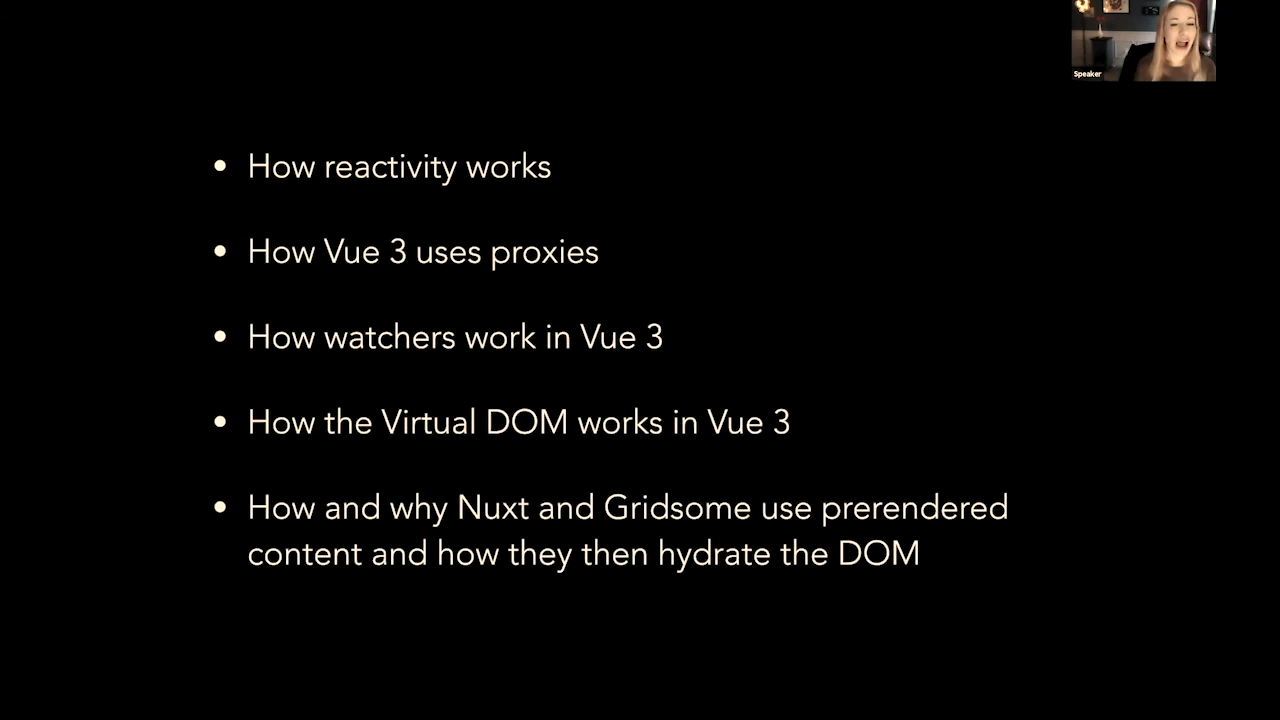 Speaker
• How reactivity works
• How Vue 3 uses proxies
• How watchers work in Vue 3
• How the Virtual DOM works in Vue 3
• How and why Nuxt and Gridsome use prerendered
content and how they then hydrate the DOM